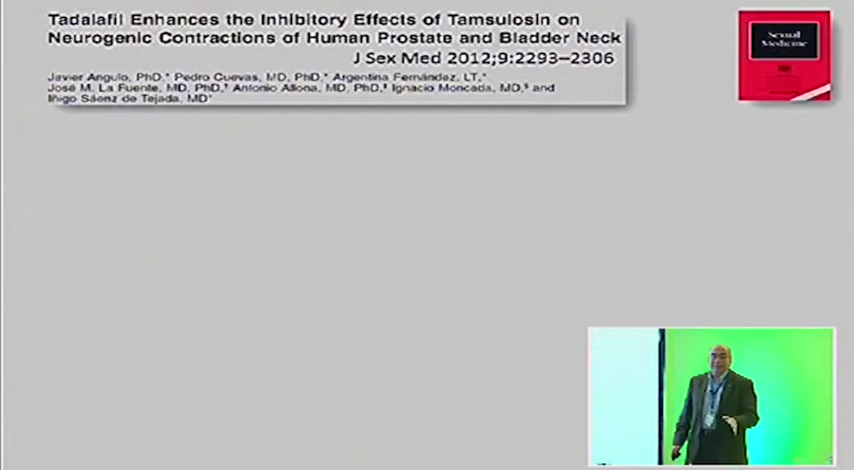 Tadalafil Enhances the Inhibitory Effects of Tamsulosin on
Neurogenic Contractions of Human Prostate and Bladder Neck
J Sex Med 2012;9:2293–2306
Javier Angulo, PhD,* Pedro Cuevas, MD, PhD,* Argentina Fernández, LT,*
José M. La Fuente, MD, PhD,† Antonio Allona, MD, PhD,‡ Ignacio Moncada, MD,§ and
Iñigo Sáenz de Tejada, MD*
Sexual
Medicine